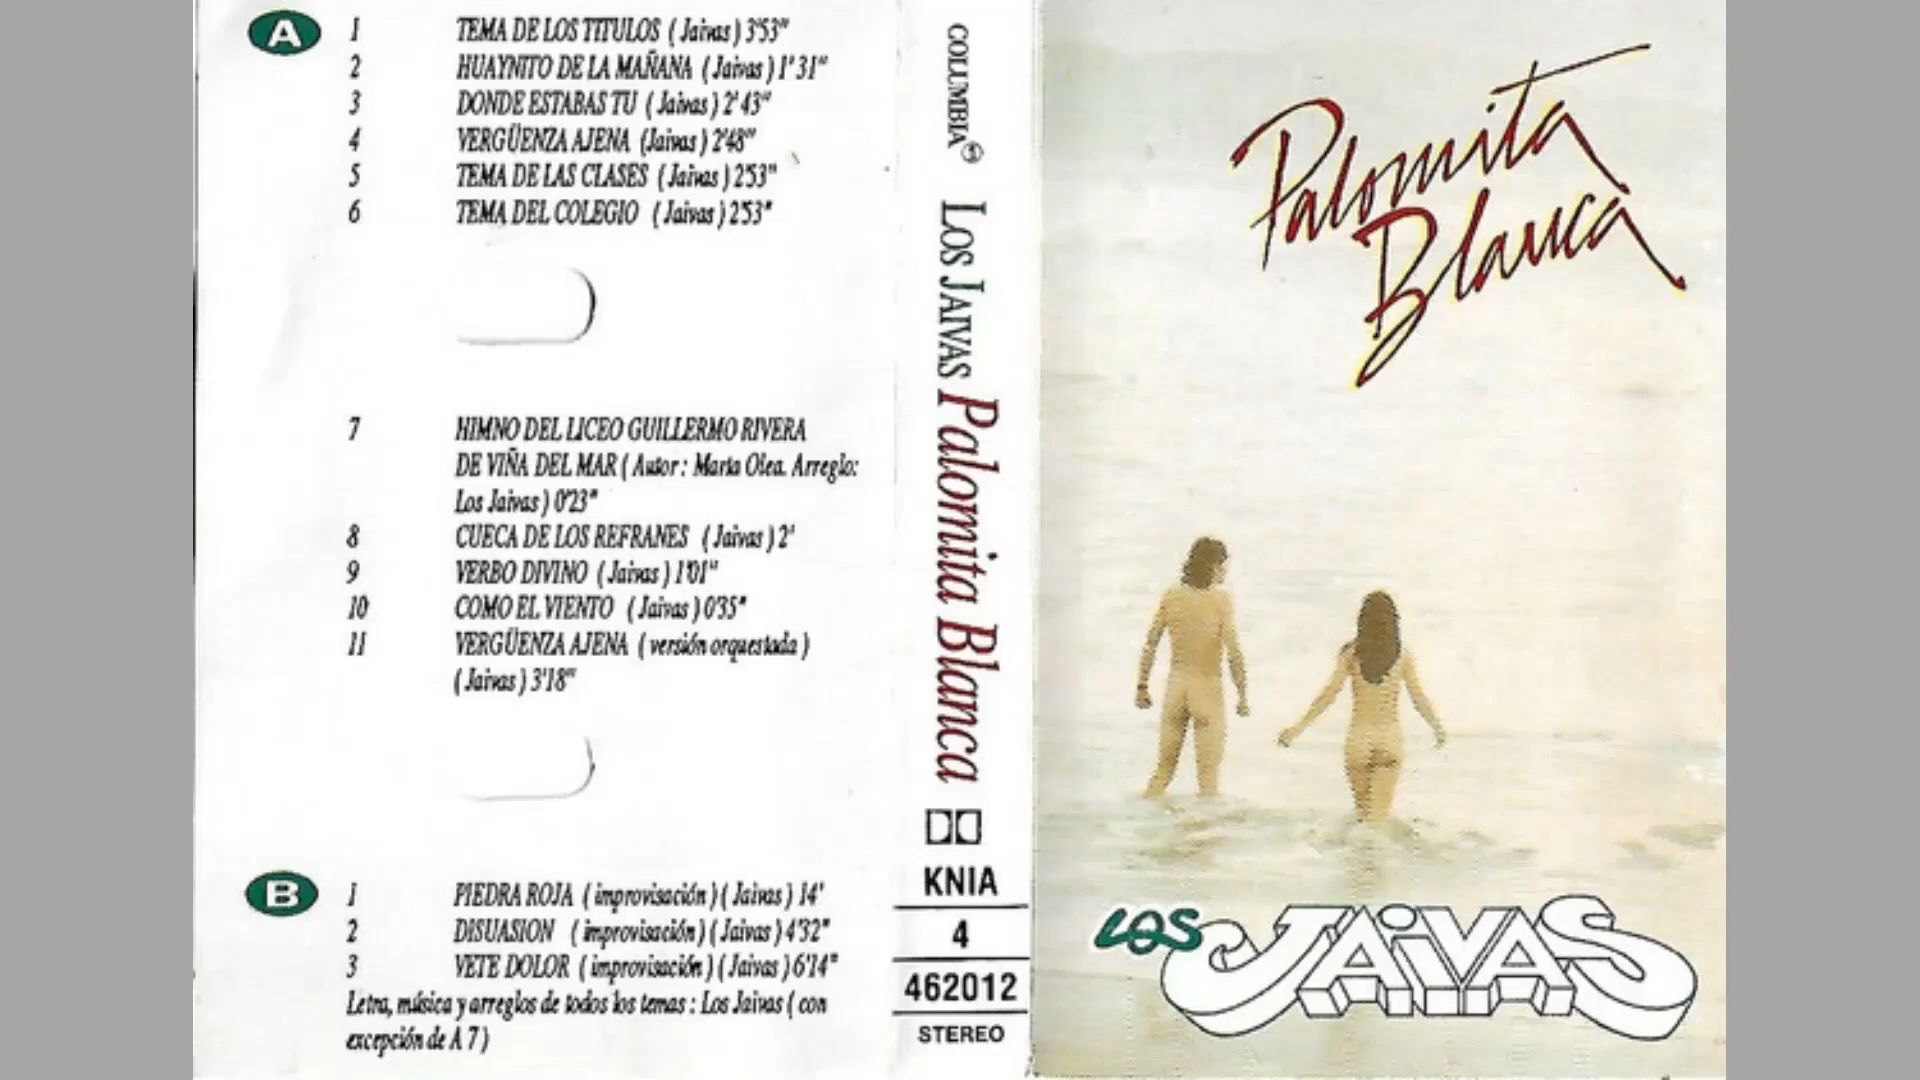 A
1 TEMA DE LOS TITULOS ( Jaivas ) 3'53"
2 HUAYNITO DE LA MAÑANA ( Jaivas ) 1' 31"
3 DONDE ESTABAS TU ( Jaivas ) 2' 43"
4 VERGÜENZA AJENA (Jaivas ) 2'48"
5 TEMA DE LAS CLASES ( Jaivas ) 2'53"
6 TEMA DEL COLEGIO ( Jaivas ) 2'53"
7 HIMNO DEL LICEO GUILLERMO RIVERA
DE VIÑA DEL MAR ( Autor : María Olea. Arreglo:
Los Jaivas ) 0'23"
8 CUECA DE LOS REFRANES ( Jaivas ) 2'
9 VERBO DIVINO ( Jaivas ) 1'01"
10 COMO EL VIENTO ( Jaivas ) 0'35"
11 VERGÜENZA AJENA ( versión orquestada )
( Jaivas ) 3'18"
B
1 PIEDRA ROJA ( improvisación ) ( Jaivas ) 14'
2 DISUASION ( improvisación ) ( Jaivas ) 4'32"
3 VETE DOLOR ( improvisación ) ( Jaivas ) 6'14"
Letra, música y arreglos de todos los temas : Los Jaivas ( con
excepción de A 7 )
COLUMBIA
LOS JAIVAS Palomita Blanca
KNIA
4
462012
STEREO
Palomita
Blanca
LOS JAIVAS